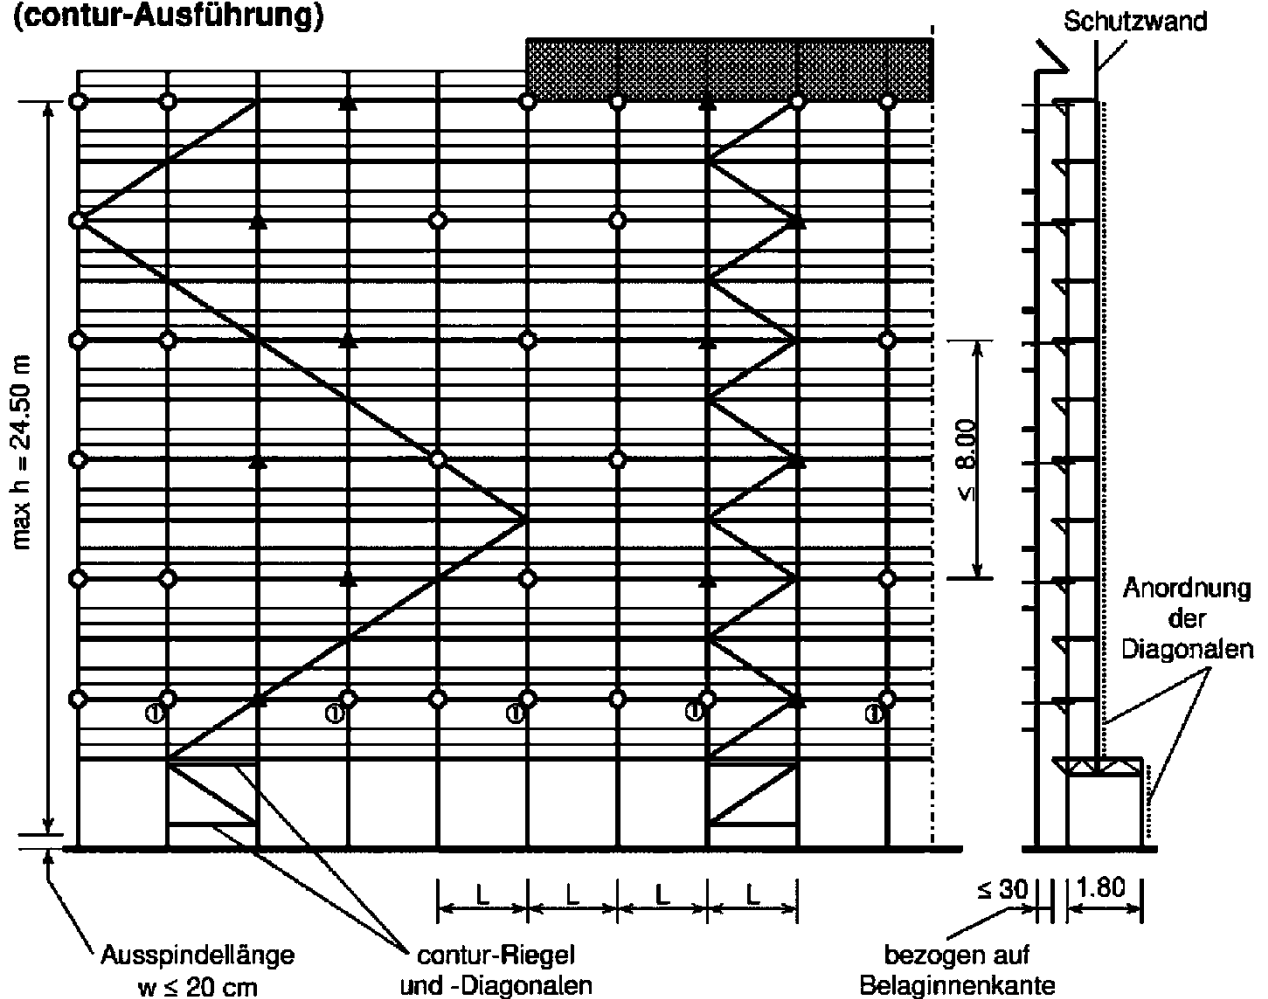 (contur-Ausführung)
Schutzwand
max h = 24.50 m
≤ 8.00
Anordnung
der
Diagonalen
① ① ① ① ①
L L L L
≤ 30 1.80
Ausspindellänge
w ≤ 20 cm
contur-Riegel
und -Diagonalen
bezogen auf
Belaginnenkante